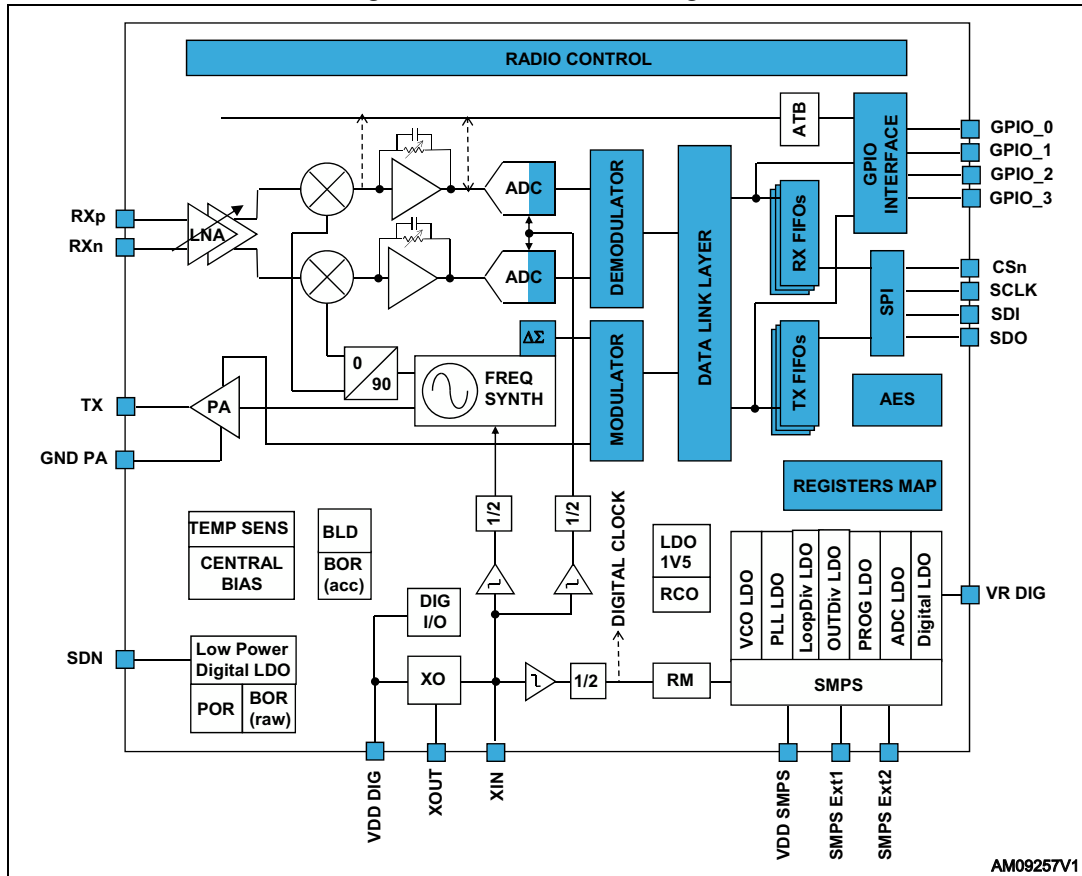 RADIO CONTROL
ATB
GPIO
INTERFACE
GPIO_0
GPIO_1
GPIO_2
GPIO_3
RXp
RXn
LNA
ADC
ADC
DEMODULATOR
DATA LINK LAYER
RX FIFOs
SPI
CSn
SCLK
SDI
SDO
ΔΣ
0
90
FREQ
SYNTH
MODULATOR
TX FIFOs
AES
TX
PA
GND PA
REGISTERS MAP
1/2
1/2
TEMP SENS
CENTRAL
BIAS
BLD
BOR
(acc)
DIGITAL CLOCK
LDO
1V5
RCO
VCO LDO
PLL LDO
LoopDiv LDO
OUTDiv LDO
PROG LDO
ADC LDO
Digital LDO
VR DIG
DIG
I/O
SDN
Low Power
Digital LDO
POR
BOR
(raw)
XO
1/2
RM
SMPS
VDD DIG
XOUT
XIN
VDD SMPS
SMPS Ext1
SMPS Ext2
AM09257V1